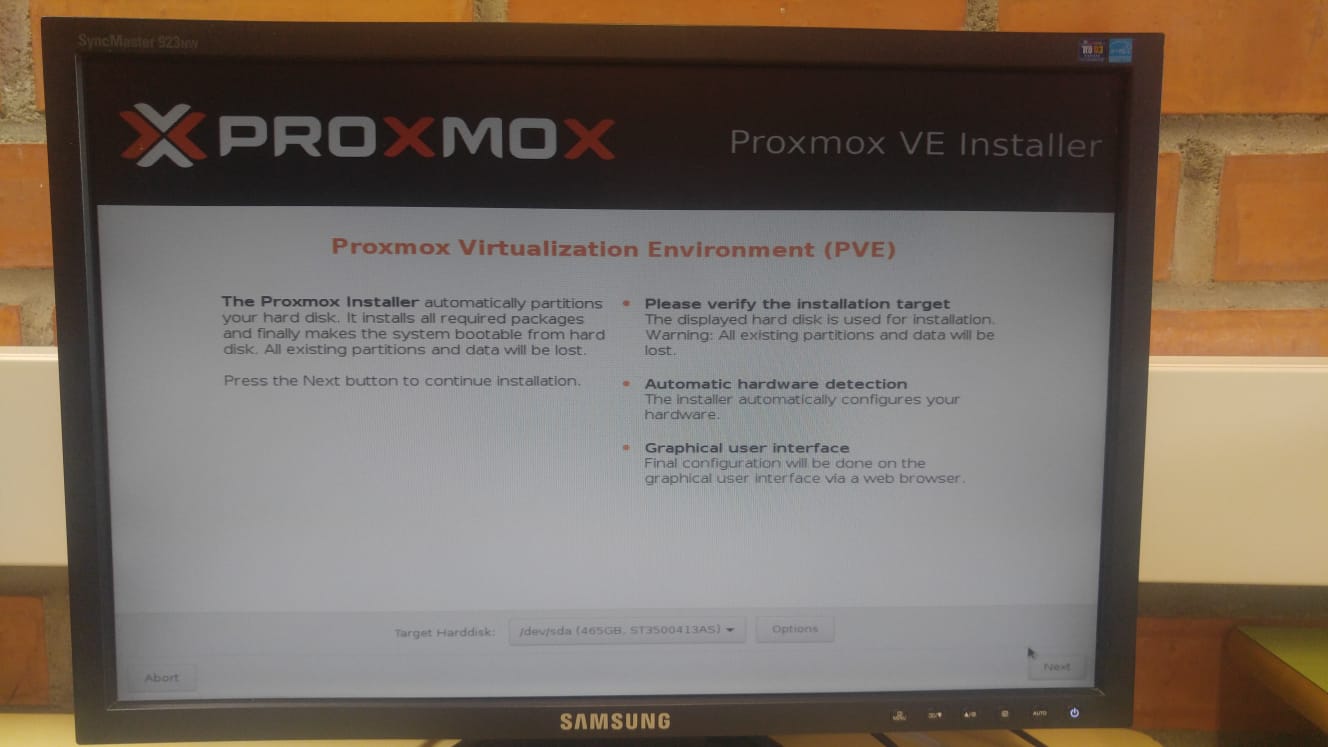 SyncMaster 923NW
PROXMOX
Proxmox VE Installer
Proxmox Virtualization Environment (PVE)
The Proxmox Installer automatically partitions
your hard disk. It installs all required packages
and finally makes the system bootable from hard
disk. All existing partitions and data will be lost.
Press the Next button to continue installation.
Please verify the installation target
The displayed hard disk is used for installation.
Warning: All existing partitions and data will be
lost.
Automatic hardware detection
The installer automatically configures your
hardware.
Graphical user interface
Final configuration will be done on the
graphical user interface via a web browser.
Target Harddisk:
/dev/sda (465GB, ST3500413AS)
Options
Abort
Next
SAMSUNG
MENU
AUTO